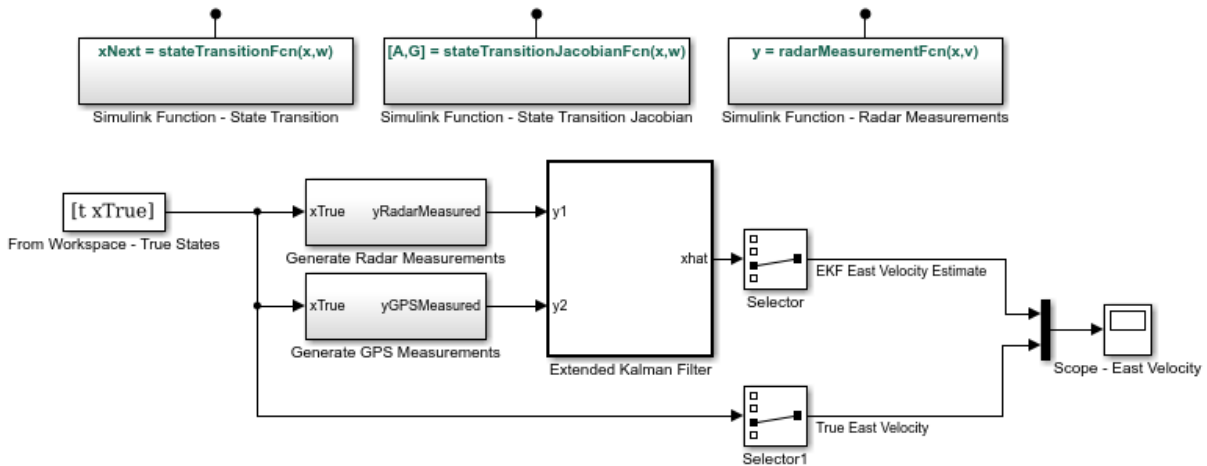 xNext = stateTransitionFcn(x,w)
[A,G] = stateTransitionJacobianFcn(x,w)
y = radarMeasurementFcn(x,v)
Simulink Function - State Transition
Simulink Function - State Transition Jacobian
Simulink Function - Radar Measurements
[t xTrue]
From Workspace - True States
xTrue
yRadarMeasured
Generate Radar Measurements
xTrue
yGPSMeasured
Generate GPS Measurements
y1
y2
xhat
Extended Kalman Filter
Selector
EKF East Velocity Estimate
Selector1
True East Velocity
Scope - East Velocity